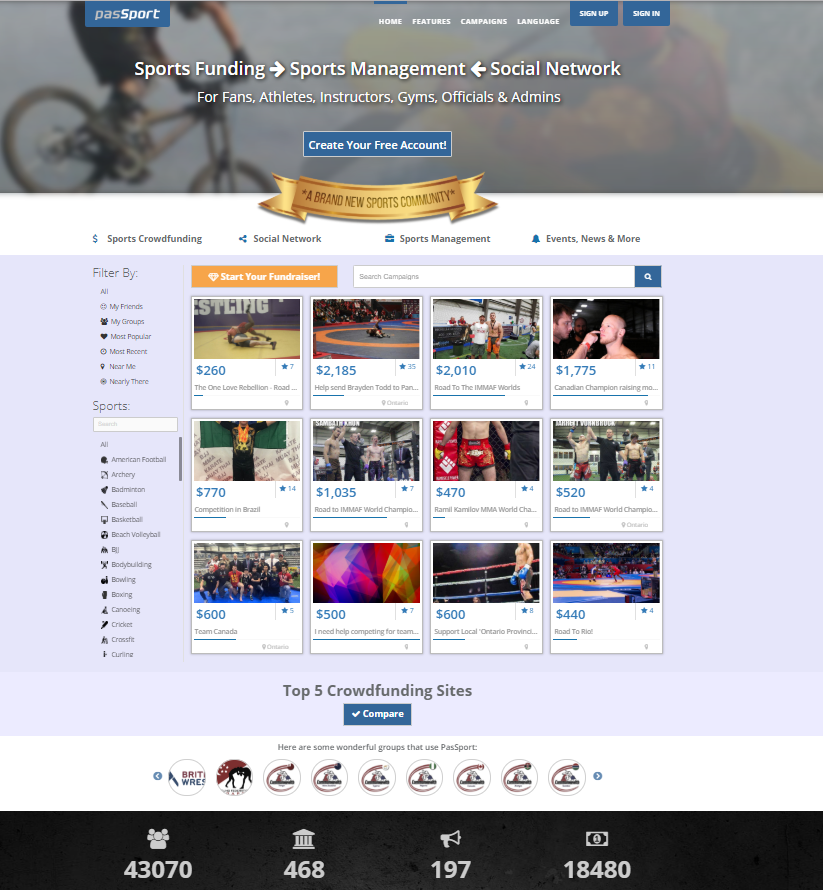 pasSport
HOME FEATURES CAMPAIGNS LANGUAGE SIGN UP SIGN IN
Sports Funding → Sports Management ← Social Network
For Fans, Athletes, Instructors, Gyms, Officials & Admins
Create Your Free Account!
*A BRAND NEW SPORTS COMMUNITY*
Sports Crowdfunding Social Network Sports Management Events, News & More
Filter By:
All
My Friends
My Groups
Most Popular
Most Recent
Near Me
Nearly There
Sports:
Search
All
American Football
Archery
Badminton
Baseball
Basketball
Beach Volleyball
BJJ
Bodybuilding
Bowling
Boxing
Canoeing
Cricket
Crossfit
Curling
Start Your Fundraiser!
Search Campaigns
$260 7
The One Love Rebellion - Road ...
$2,185 35
Help send Brayden Todd to Pan...
Ontario
$2,010 24
Road To The IMMAF Worlds
$1,775 11
Canadian Champion raising mo...
$770 14
Competition in Brazil
$1,035 7
Road to IMMAF World Champio...
$470 4
Ramil Kamilov MMA World Cha...
$520 4
Road to IMMAF World Champio...
Ontario
$600 5
Team Canada
Ontario
$500 7
I need help competing for team...
$600 8
Support Local 'Ontario Provinci...
$440 4
Road To Rio!
Top 5 Crowdfunding Sites
Compare
Here are some wonderful groups that use PasSport:
43070 468 197 18480